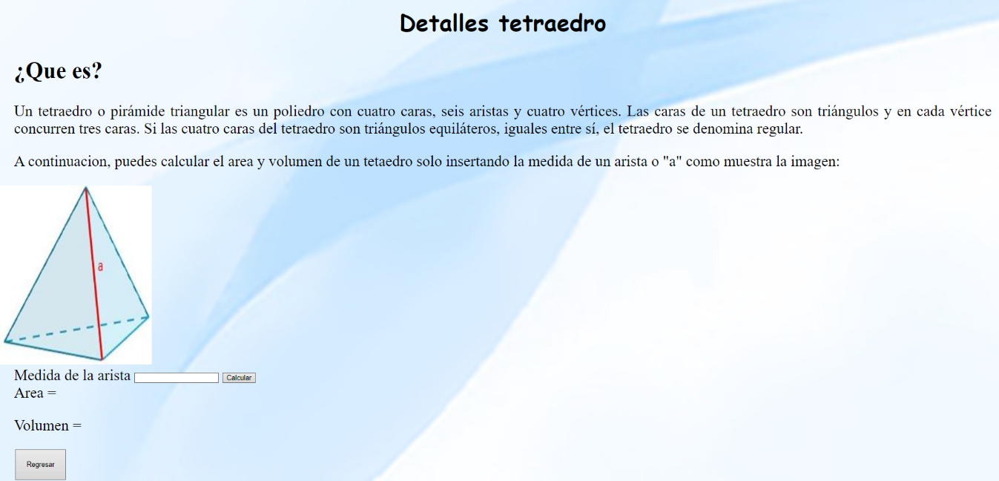 Detalles tetraedro
¿Que es?
Un tetraedro o pirámide triangular es un poliedro con cuatro caras, seis aristas y cuatro vértices. Las caras de un tetraedro son triángulos y en cada vértice
concurren tres caras. Si las cuatro caras del tetraedro son triángulos equiláteros, iguales entre sí, el tetraedro se denomina regular.
A continuacion, puedes calcular el area y volumen de un tetaedro solo insertando la medida de un arista o "a" como muestra la imagen:
a
Medida de la arista Calcular
Area =
Volumen =
Regresar